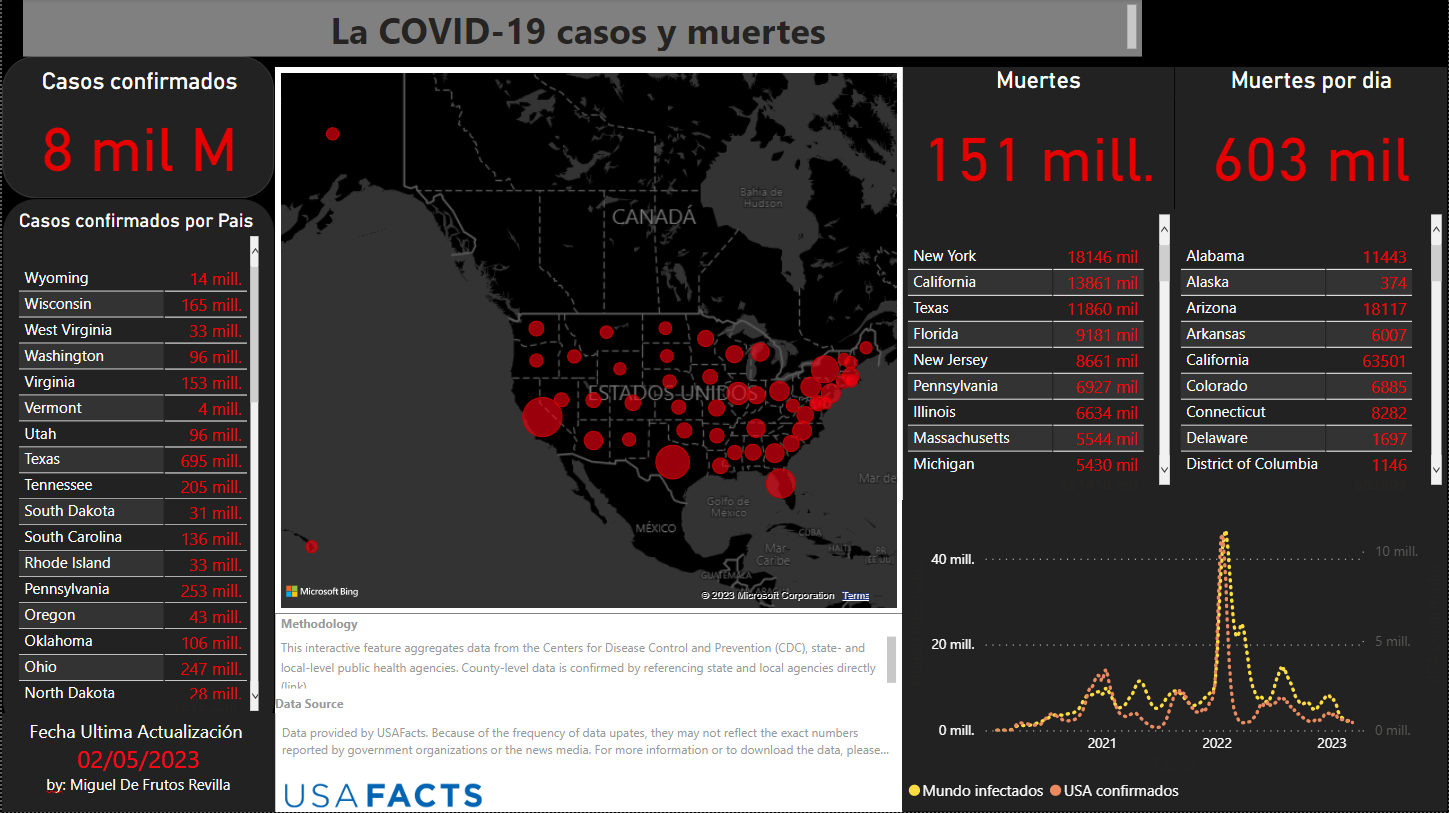 La COVID-19 casos y muertes
Casos confirmados
8 mil M
Casos confirmados por Pais
Wyoming 14 mill.
Wisconsin 165 mill.
West Virginia 33 mill.
Washington 96 mill.
Virginia 153 mill.
Vermont 4 mill.
Utah 96 mill.
Texas 695 mill.
Tennessee 205 mill.
South Dakota 31 mill.
South Carolina 136 mill.
Rhode Island 33 mill.
Pennsylvania 253 mill.
Oregon 43 mill.
Oklahoma 106 mill.
Ohio 247 mill.
North Dakota 28 mill.
Fecha Ultima Actualización
02/05/2023
by: Miguel De Frutos Revilla
Bahía de
Hudson
CANADÁ
ESTADOS UNIDOS
Mar de
Golfo de
México
MÉXICO
CUBA
HAITÍ
PR
EE. UU.
Mar
Caribe
GUATEMALA
Microsoft Bing
© 2023 Microsoft Corporation Terms
Methodology
This interactive feature aggregates data from the Centers for Disease Control and Prevention (CDC), state- and
local-level public health agencies. County-level data is confirmed by referencing state and local agencies directly
(link)
Data Source
Data provided by USAFacts. Because of the frequency of data upates, they may not reflect the exact numbers
reported by government organizations or the news media. For more information or to download the data, please...
USAFACTS
Muertes
151 mill.
New York 18146 mil
California 13861 mil
Texas 11860 mil
Florida 9181 mil
New Jersey 8661 mil
Pennsylvania 6927 mil
Illinois 6634 mil
Massachusetts 5544 mil
Michigan 5430 mil
Muertes por dia
603 mil
Alabama 11443
Alaska 374
Arizona 18117
Arkansas 6007
California 63501
Colorado 6885
Connecticut 8282
Delaware 1697
District of Columbia 1146
40 mill. 10 mill.
20 mill. 5 mill.
0 mill. 0 mill.
2021 2022 2023
Mundo infectados USA confirmados